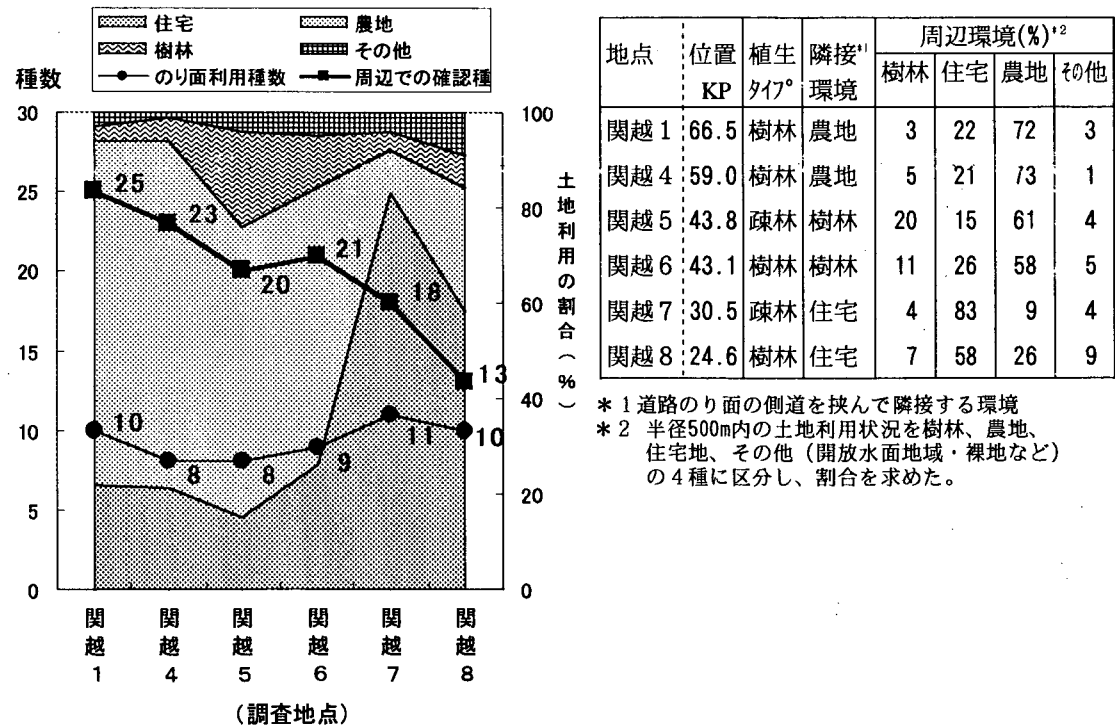 住宅 農地
樹林 その他
のり面利用種数 周辺での確認種
種数
30 100
25
20
15
10
5
0
80
60
40
20
0
土地利用の割合(%)
25
23
20
21
18
13
10
8
8
9
11
10
関越1 関越4 関越5 関越6 関越7 関越8
(調査地点)
地点 位置KP 植生ﾀｲﾌﾟ 隣接*1環境 周辺環境(%)*2
樹林 住宅 農地 その他
関越1 66.5 樹林 農地 3 22 72 3
関越4 59.0 樹林 農地 5 21 73 1
関越5 43.8 疎林 樹林 20 15 61 4
関越6 43.1 樹林 樹林 11 26 58 5
関越7 30.5 疎林 住宅 4 83 9 4
関越8 24.6 樹林 住宅 7 58 26 9
*1道路のり面の側道を挟んで隣接する環境
*2 半径500m内の土地利用状況を樹林、農地、
住宅地、その他(開放水面地域・裸地など)
の4種に区分し、割合を求めた。